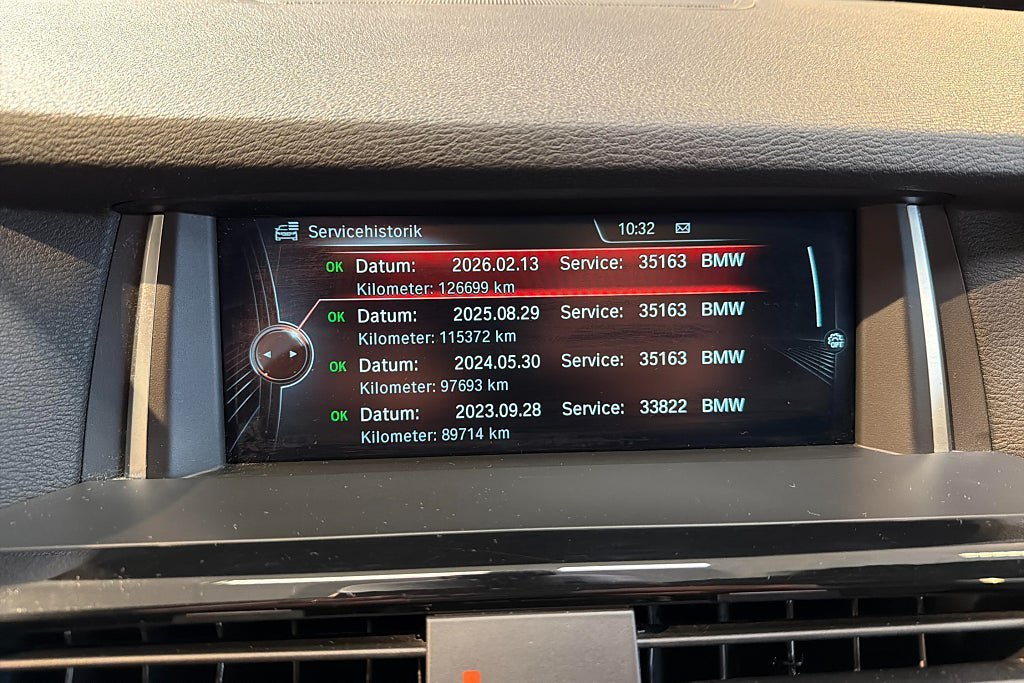 Servicehistorik 10:32
OK Datum: 2026.02.13 Service: 35163 BMW
Kilometer: 126699 km
OK Datum: 2025.08.29 Service: 35163 BMW
Kilometer: 115372 km
OK Datum: 2024.05.30 Service: 35163 BMW
Kilometer: 97693 km
OK Datum: 2023.09.28 Service: 33822 BMW
Kilometer: 89714 km
OFF